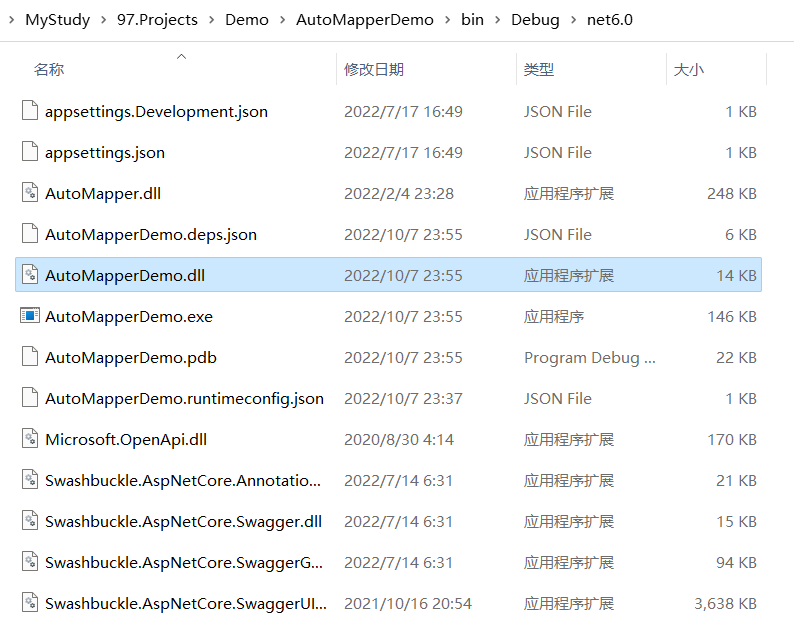 › MyStudy › 97.Projects › Demo › AutoMapperDemo › bin › Debug › net6.0
名称 修改日期 类型 大小
appsettings.Development.json 2022/7/17 16:49 JSON File 1 KB
appsettings.json 2022/7/17 16:49 JSON File 1 KB
AutoMapper.dll 2022/2/4 23:28 应用程序扩展 248 KB
AutoMapperDemo.deps.json 2022/10/7 23:55 JSON File 6 KB
AutoMapperDemo.dll 2022/10/7 23:55 应用程序扩展 14 KB
AutoMapperDemo.exe 2022/10/7 23:55 应用程序 146 KB
AutoMapperDemo.pdb 2022/10/7 23:55 Program Debug ... 22 KB
AutoMapperDemo.runtimeconfig.json 2022/10/7 23:37 JSON File 1 KB
Microsoft.OpenApi.dll 2020/8/30 4:14 应用程序扩展 170 KB
Swashbuckle.AspNetCore.Annotatio... 2022/7/14 6:31 应用程序扩展 21 KB
Swashbuckle.AspNetCore.Swagger.dll 2022/7/14 6:31 应用程序扩展 15 KB
Swashbuckle.AspNetCore.SwaggerG... 2022/7/14 6:31 应用程序扩展 94 KB
Swashbuckle.AspNetCore.SwaggerUI... 2021/10/16 20:54 应用程序扩展 3,638 KB